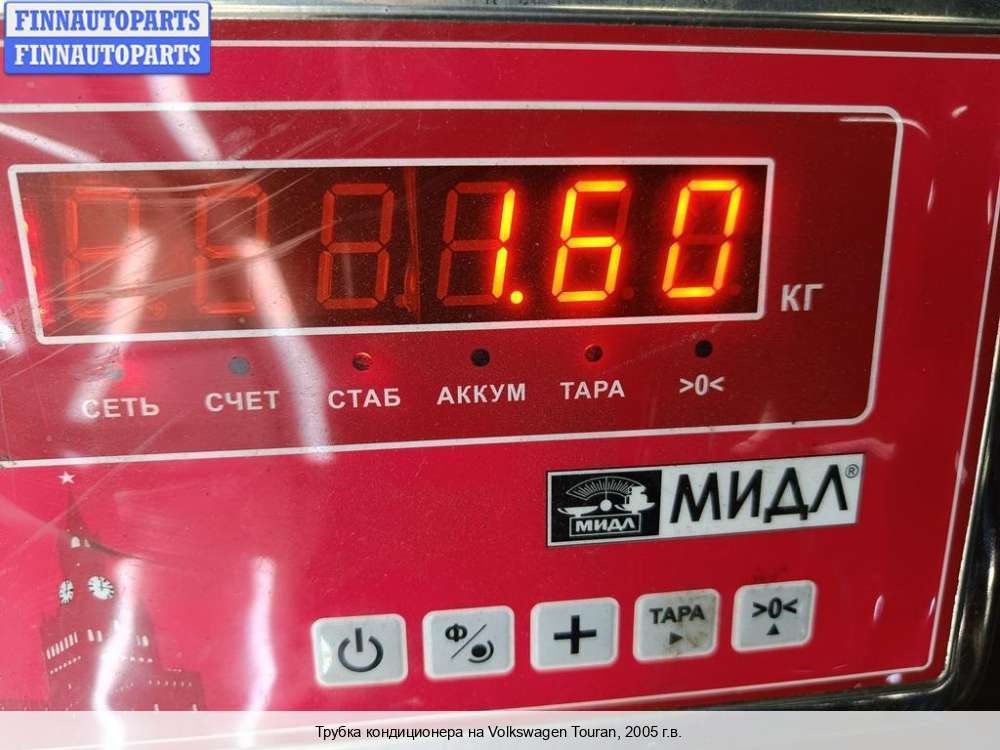 FINNAUTOPARTS
FINNAUTOPARTS
1.60
КГ
СЕТЬ СЧЕТ СТАБ АККУМ ТАРА >0<
МИДЛ МИДЛ®
Ф ТАРА >0<
Трубка кондиционера на Volkswagen Touran, 2005 г.в.